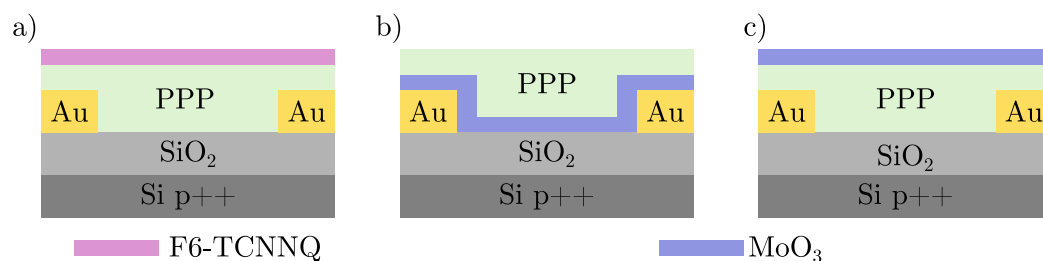 a)
b)
c)
PPP
PPP
PPP
Au
Au
Au
Au
Au
Au
SiO₂
SiO₂
SiO₂
Si p++
Si p++
Si p++
F6-TCNNQ
MoO₃